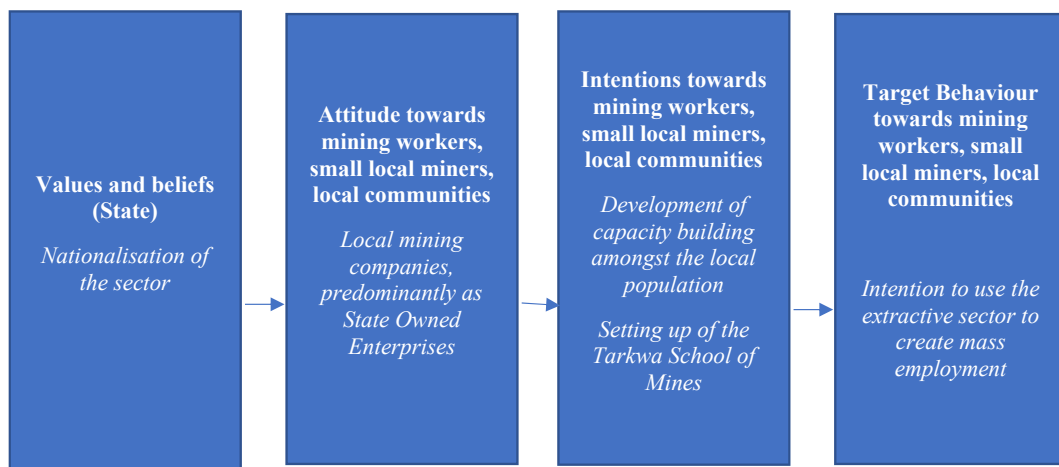 Values and beliefs
(State)
Nationalisation of
the sector
Attitude towards
mining workers,
small local miners,
local communities
Local mining
companies,
predominantly as
State Owned
Enterprises
Intentions towards
mining workers,
small local miners,
local communities
Development of
capacity building
amongst the local
population
Setting up of the
Tarkwa School of
Mines
Target Behaviour
towards mining
workers, small
local miners, local
communities
Intention to use the
extractive sector to
create mass
employment